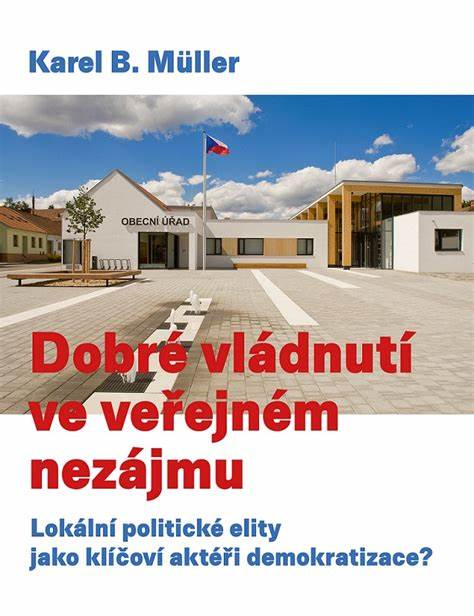 Karel B. Müller
OBECNÍ ÚŘAD
Dobré vládnutí
ve veřejném
nezájmu
Lokální politické elity
jako klíčoví aktéři demokratizace?